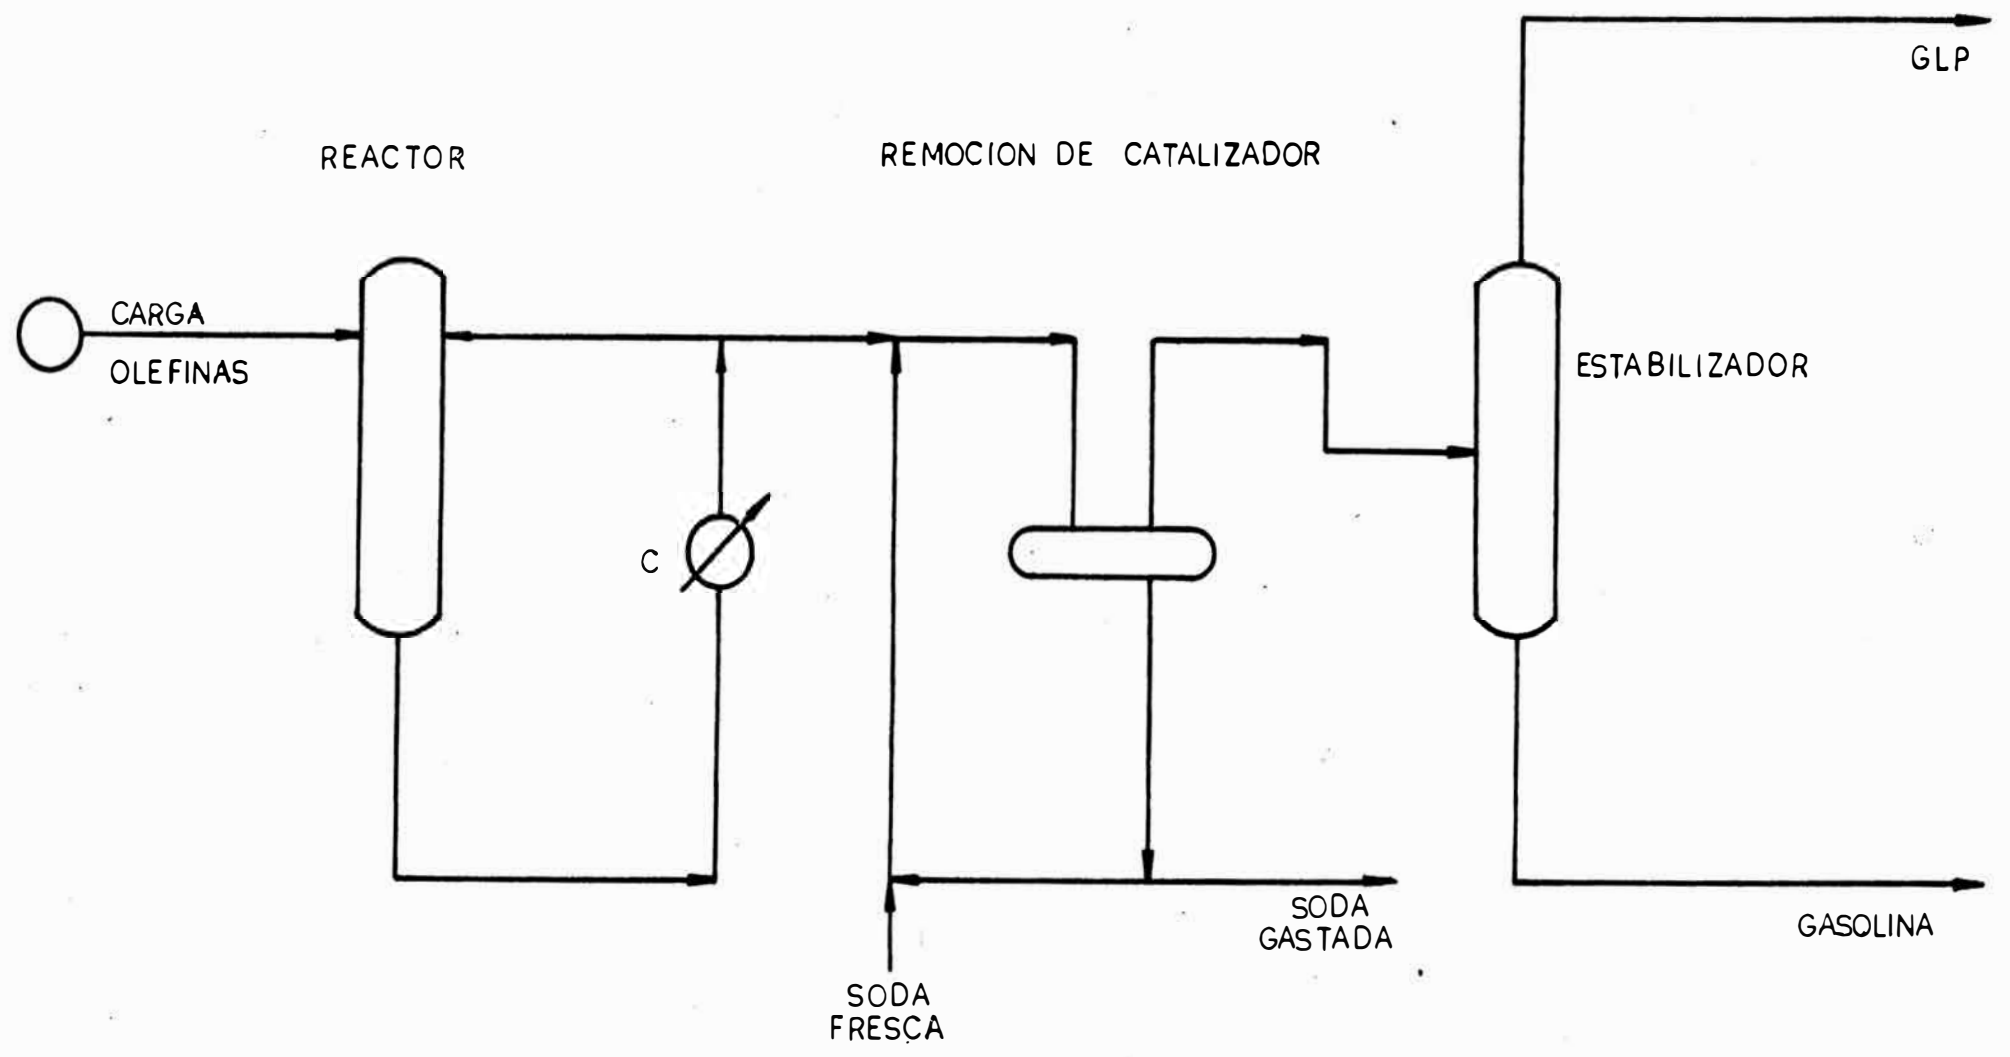 GLP
REACTOR
REMOCION DE CATALIZADOR
CARGA
OLEFINAS
ESTABILIZADOR
C
SODA
GASTADA
GASOLINA
SODA
FRESCA